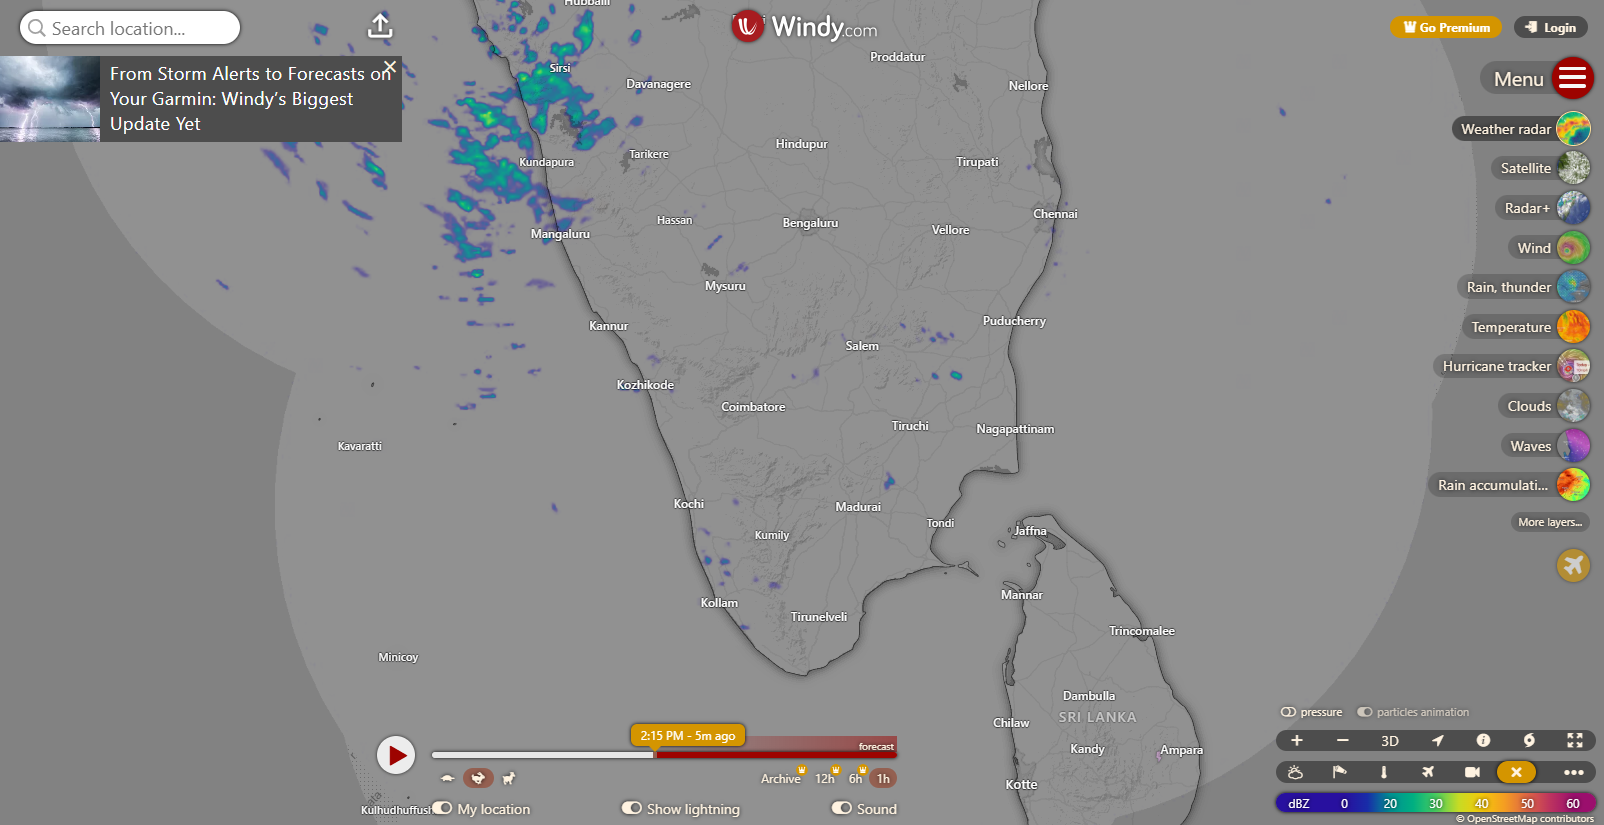 Search location...
Windy.com
Go Premium
Login
From Storm Alerts to Forecasts on
Your Garmin: Windy's Biggest
Update Yet
Menu
Weather radar
Satellite
Radar+
Wind
Rain, thunder
Temperature
Hurricane tracker
Clouds
Waves
Rain accumulati...
More layers...
Hubballi
Sirsi
Davanagere
Proddatur
Nellore
Kundapura
Tarikere
Hindupur
Tirupati
Mangaluru
Hassan
Bengaluru
Vellore
Chennai
Mysuru
Kannur
Puducherry
Salem
Kozhikode
Coimbatore
Tiruchi
Nagapattinam
Kavaratti
Kochi
Madurai
Tondi
Kumily
Jaffna
Kollam
Tirunelveli
Mannar
Trincomalee
Minicoy
Dambulla
SRI LANKA
Chilaw
Kandy
Ampara
Kotte
Kulhudhuffush
2:15 PM - 5m ago
forecast
Archive 12h 6h 1h
My location
Show lightning
Sound
pressure
particles animation
+ − 3D
dBZ 0 20 30 40 50 60
© OpenStreetMap contributors